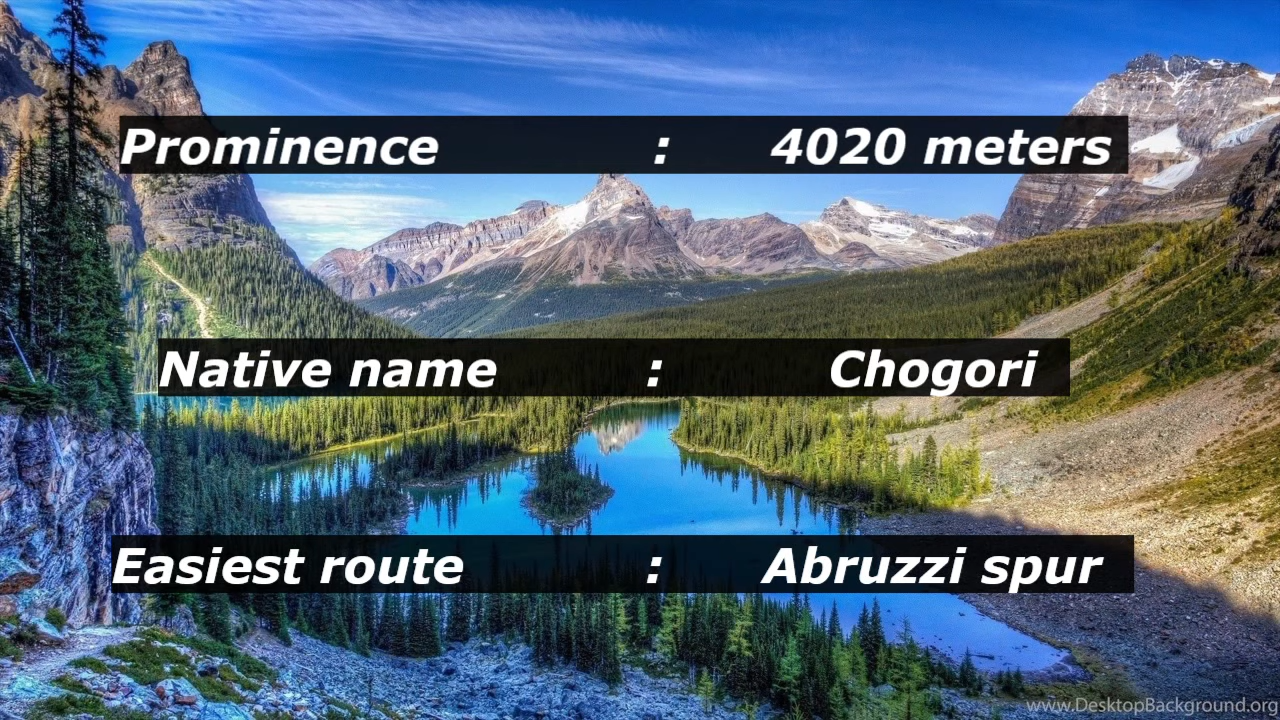 Prominence : 4020 meters
Native name : Chogori
Easiest route : Abruzzi spur
www.DesktopBackground.org